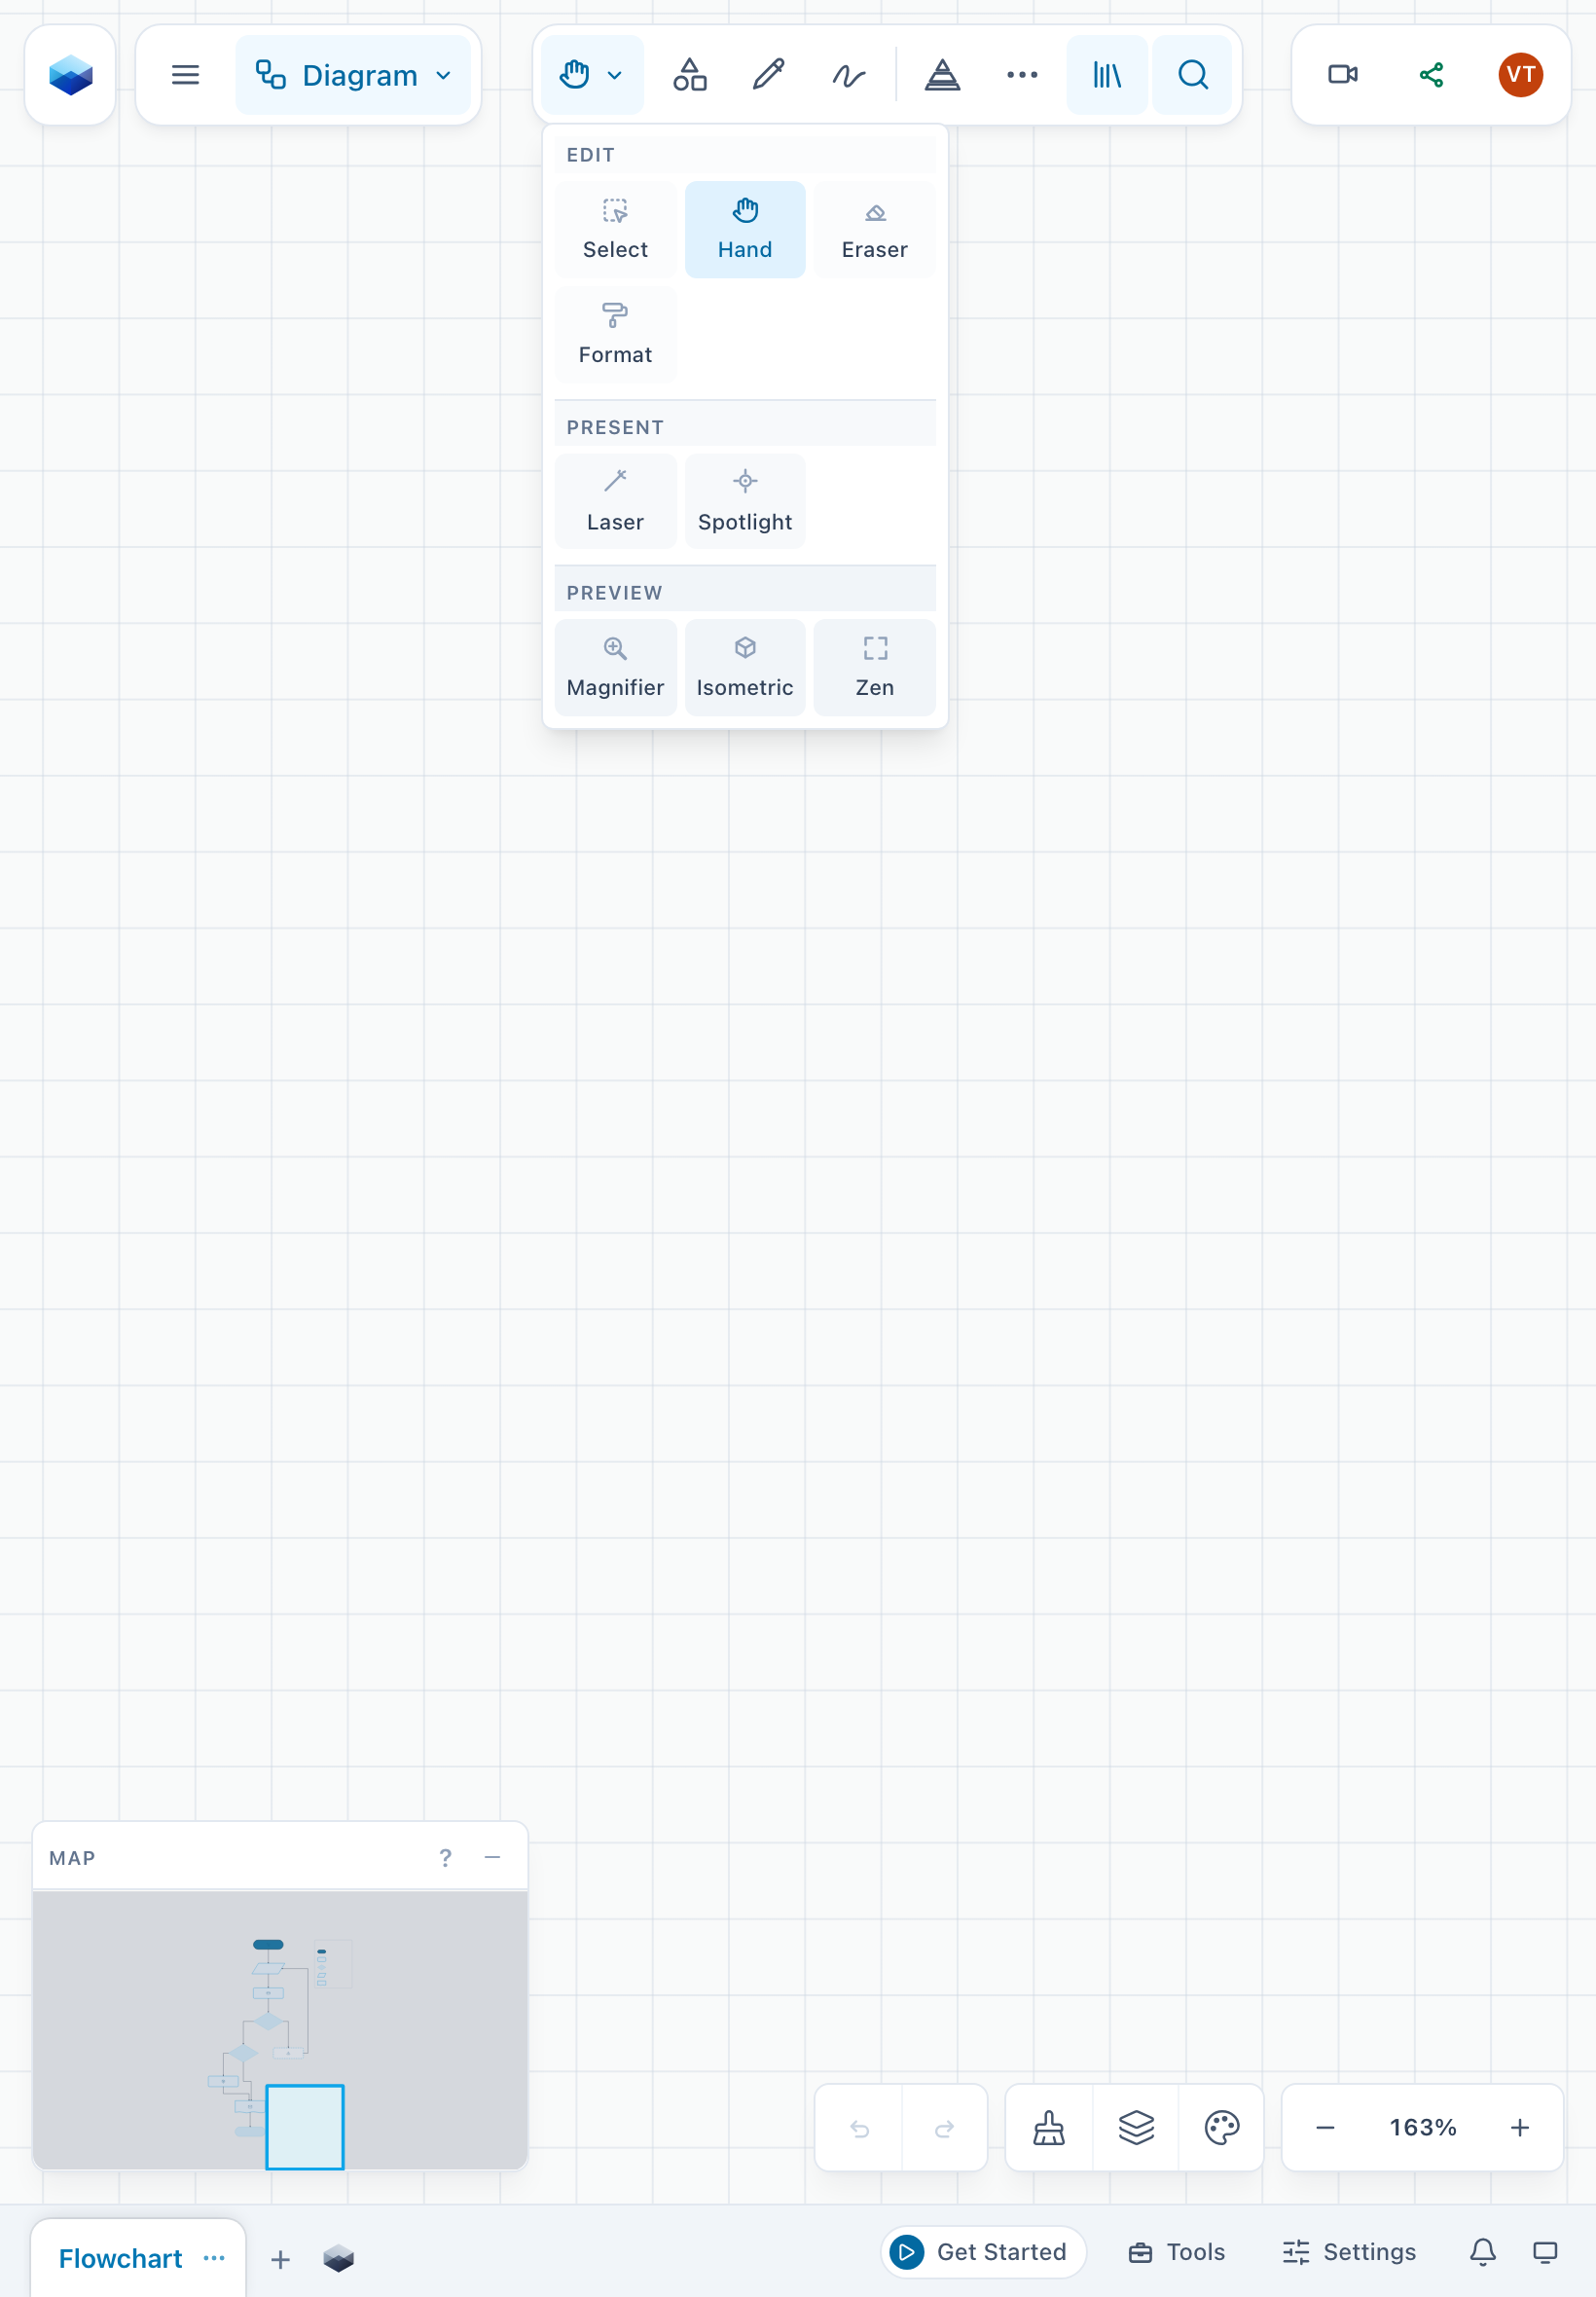 Diagram
VT
EDIT
Select Hand Eraser
Format
PRESENT
Laser Spotlight
PREVIEW
Magnifier Isometric Zen
MAP ?
163%
Flowchart
Get Started Tools Settings